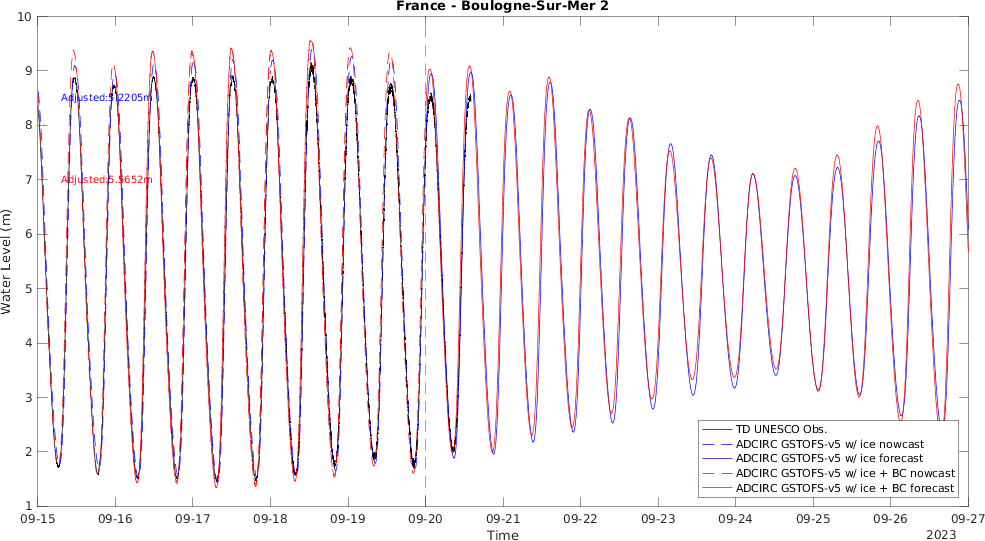 France - Boulogne-Sur-Mer 2
10
9
8
7
6
5
4
3
2
1
Water Level (m)
Adjusted:5.2205m
Adjusted:5.5652m
TD UNESCO Obs.
ADCIRC GSTOFS-v5 w/ ice nowcast
ADCIRC GSTOFS-v5 w/ ice forecast
ADCIRC GSTOFS-v5 w/ ice + BC nowcast
ADCIRC GSTOFS-v5 w/ ice + BC forecast
09-15 09-16 09-17 09-18 09-19 09-20 09-21 09-22 09-23 09-24 09-25 09-26 09-27
Time
2023